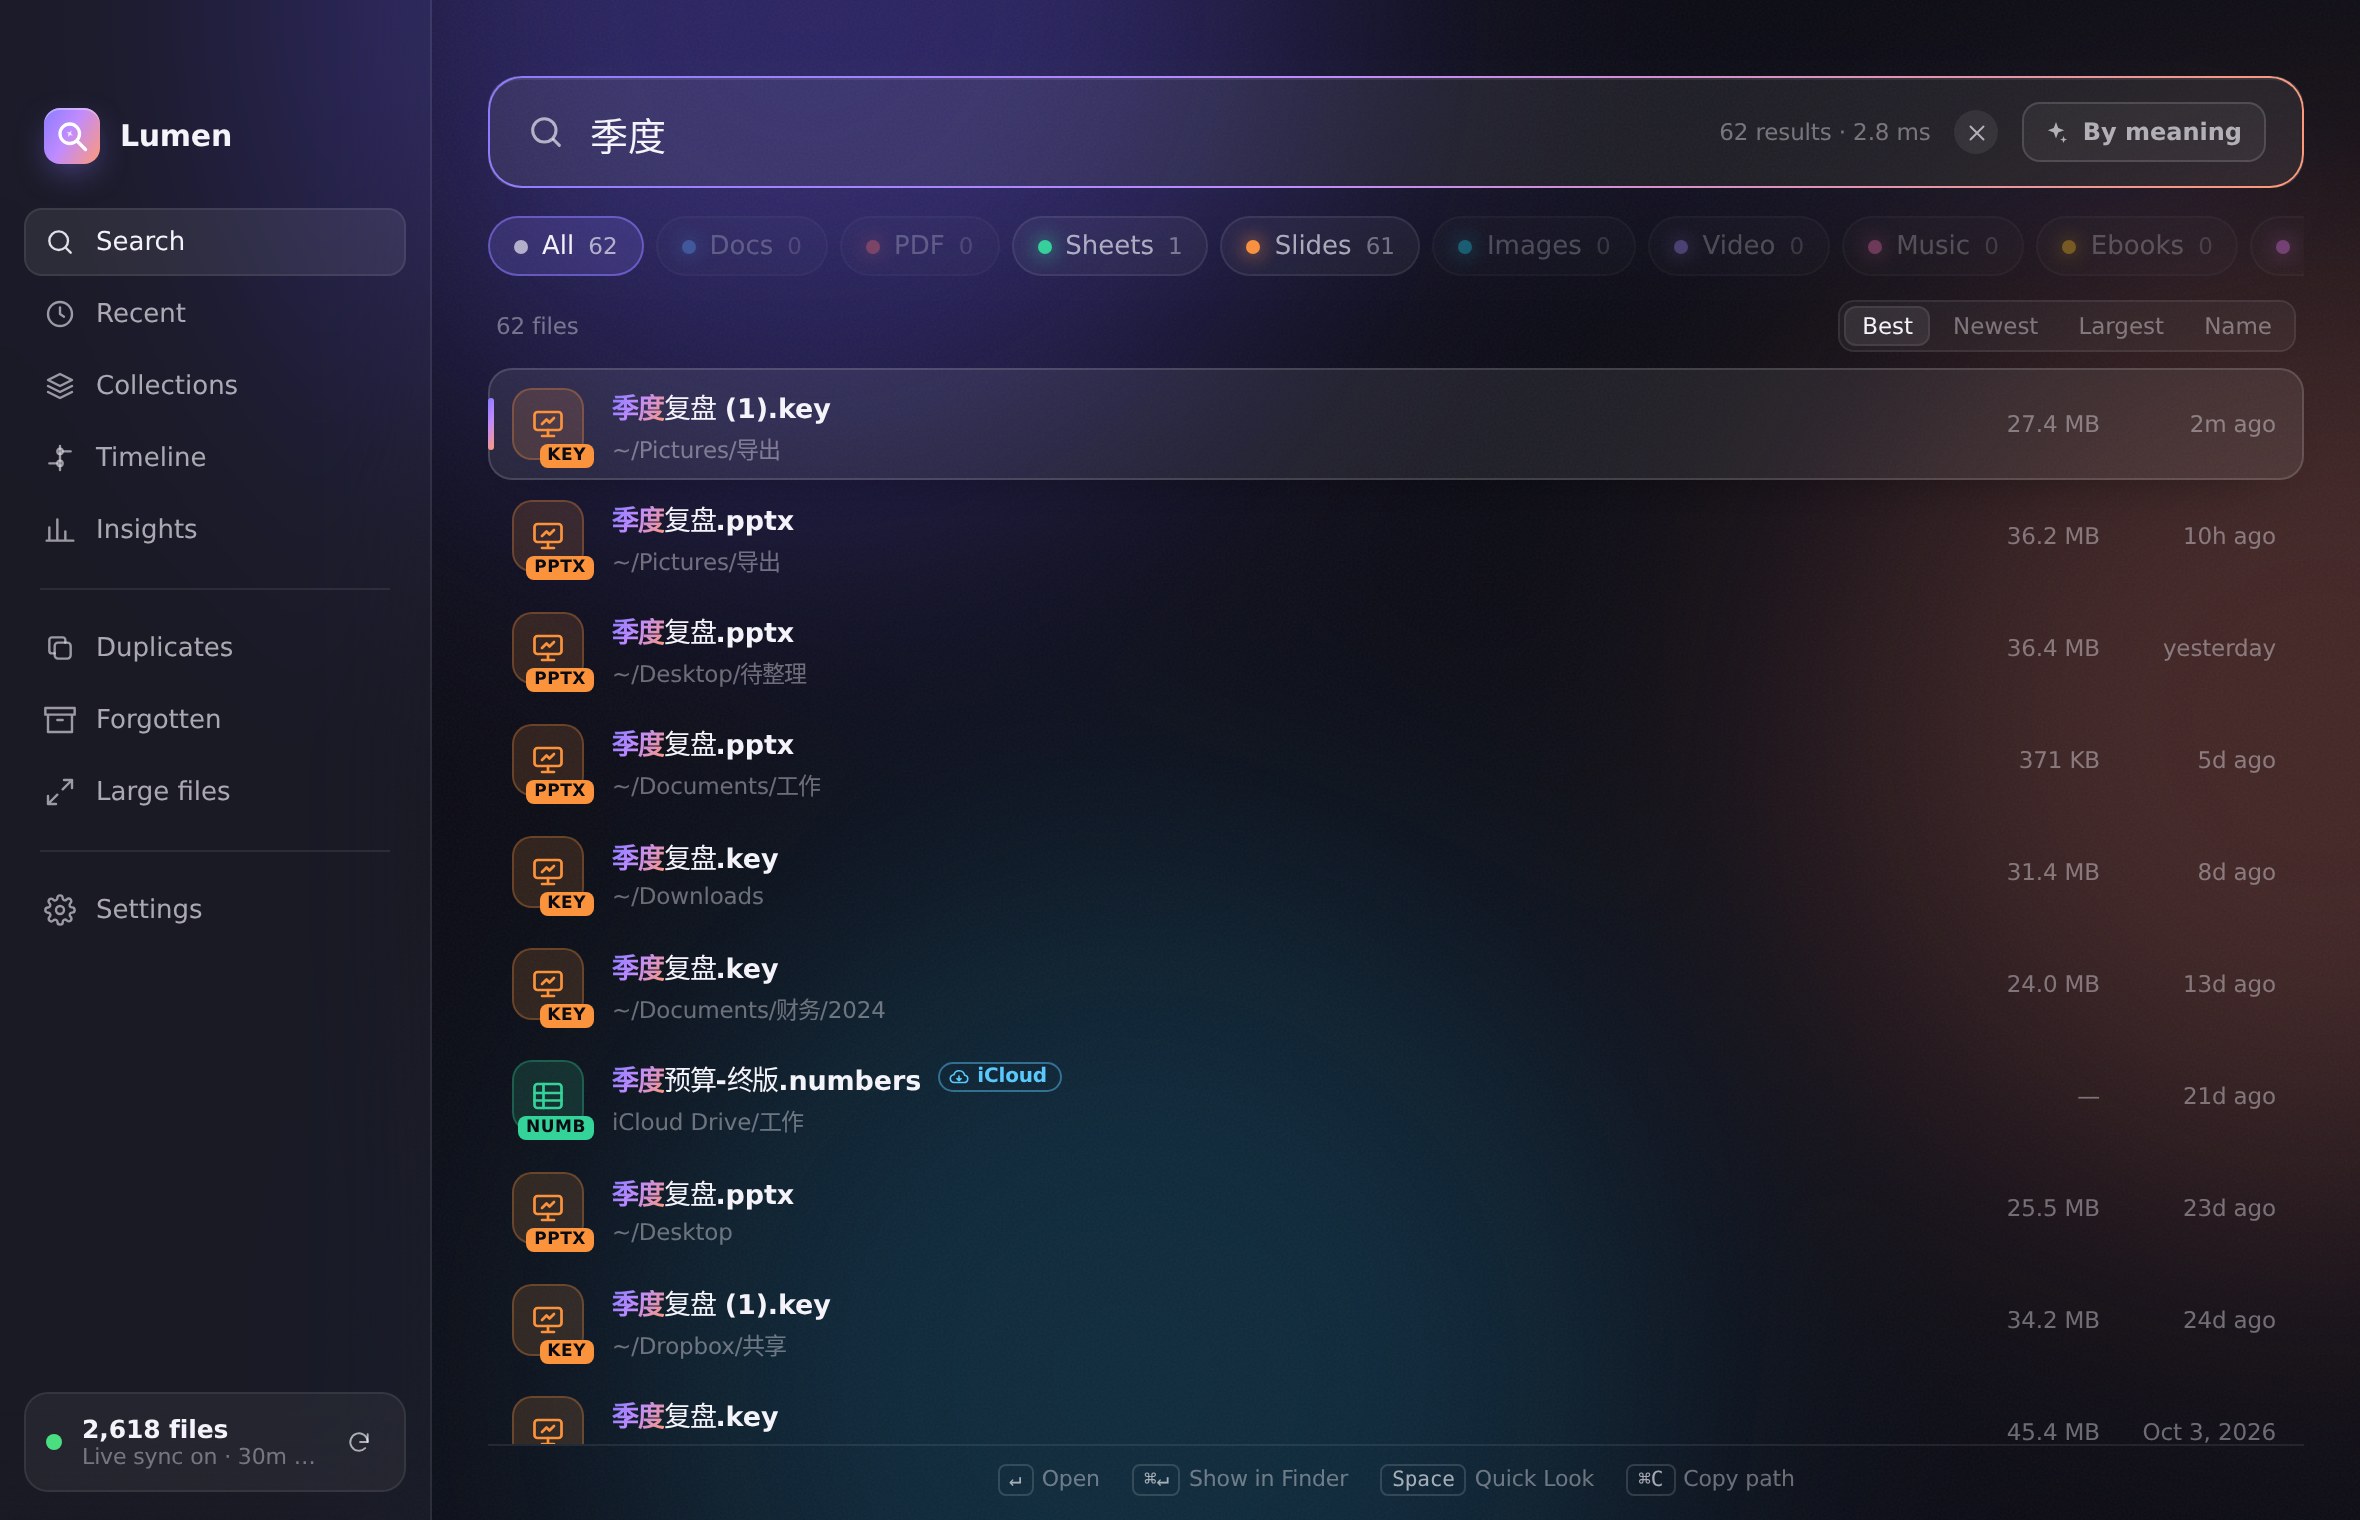 Lumen
Search
Recent
Collections
Timeline
Insights
Duplicates
Forgotten
Large files
Settings
2,618 files
Live sync on · 30m …
季度
62 results · 2.8 ms
By meaning
All 62
Docs 0
PDF 0
Sheets 1
Slides 61
Images 0
Video 0
Music 0
Ebooks 0
62 files
Best
Newest
Largest
Name
季度复盘 (1).key
~/Pictures/导出
KEY
27.4 MB
2m ago
季度复盘.pptx
~/Pictures/导出
PPTX
36.2 MB
10h ago
季度复盘.pptx
~/Desktop/待整理
PPTX
36.4 MB
yesterday
季度复盘.pptx
~/Documents/工作
PPTX
371 KB
5d ago
季度复盘.key
~/Downloads
KEY
31.4 MB
8d ago
季度复盘.key
~/Documents/财务/2024
KEY
24.0 MB
13d ago
季度预算-终版.numbers
iCloud
iCloud Drive/工作
NUMB
—
21d ago
季度复盘.pptx
~/Desktop
PPTX
25.5 MB
23d ago
季度复盘 (1).key
~/Dropbox/共享
KEY
34.2 MB
24d ago
季度复盘.key
45.4 MB
Oct 3, 2026
↵ Open
⌘↵ Show in Finder
Space Quick Look
⌘C Copy path